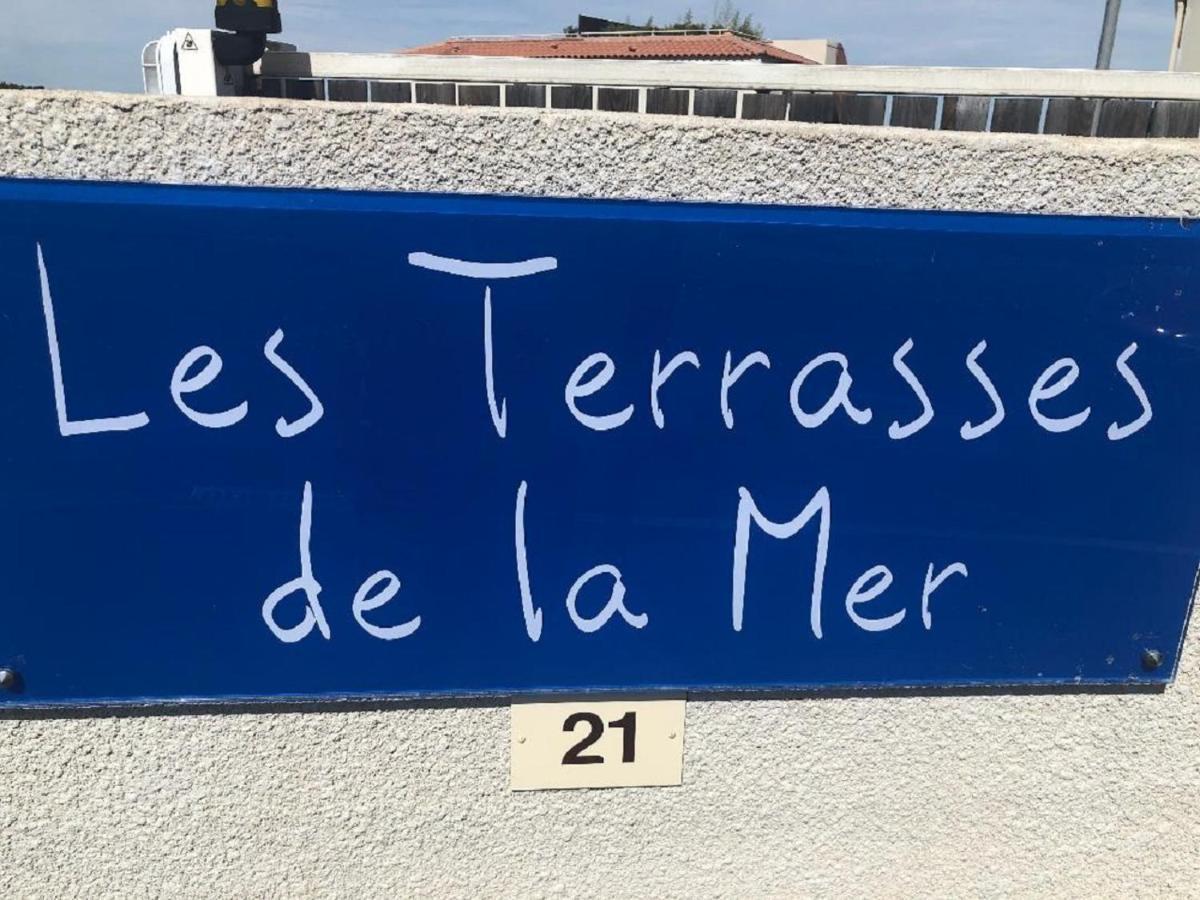 Les Terrasses
de la Mer
21